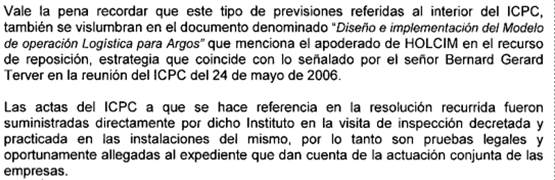 Vale la pena recordar que este tipo de previsiones referidas al interior del ICPC,
también se vislumbran en el documento denominado "Diseño e implementación del Modelo
de operación Logística para Argos" que menciona el apoderado de HOLCIM en el recurso
de reposición, estrategia que coincide con lo señalado por el señor Bernard Gerard
Terver en la reunión del ICPC del 24 de mayo de 2006.
Las actas del ICPC a que se hace referencia en la resolución recurrida fueron
suministradas directamente por dicho Instituto en la visita de inspección decretada y
practicada en las instalaciones del mismo, por lo tanto son pruebas legales y
oportunamente allegadas al expediente que dan cuenta de la actuación conjunta de las
empresas.